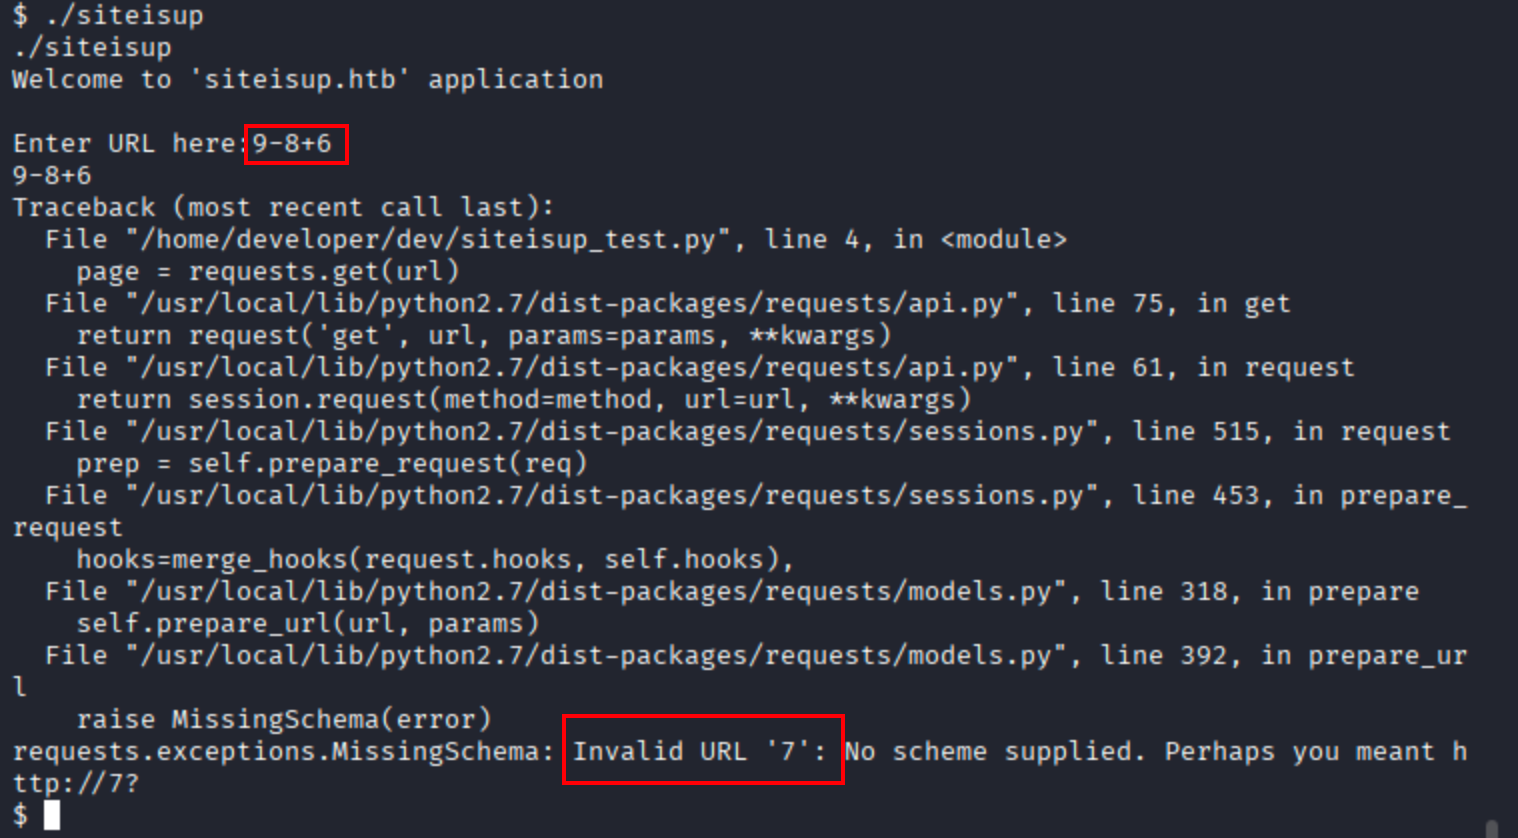 $ ./siteisup
./siteisup
Welcome to 'siteisup.htb' application
Enter URL here:9-8+6
9-8+6
Traceback (most recent call last):
  File "/home/developer/dev/siteisup_test.py", line 4, in <module>
    page = requests.get(url)
  File "/usr/local/lib/python2.7/dist-packages/requests/api.py", line 75, in get
    return request('get', url, params=params, **kwargs)
  File "/usr/local/lib/python2.7/dist-packages/requests/api.py", line 61, in request
    return session.request(method=method, url=url, **kwargs)
  File "/usr/local/lib/python2.7/dist-packages/requests/sessions.py", line 515, in request
    prep = self.prepare_request(req)
  File "/usr/local/lib/python2.7/dist-packages/requests/sessions.py", line 453, in prepare_
request
    hooks=merge_hooks(request.hooks, self.hooks),
  File "/usr/local/lib/python2.7/dist-packages/requests/models.py", line 318, in prepare
    self.prepare_url(url, params)
  File "/usr/local/lib/python2.7/dist-packages/requests/models.py", line 392, in prepare_ur
l
    raise MissingSchema(error)
requests.exceptions.MissingSchema: Invalid URL '7': No scheme supplied. Perhaps you meant h
ttp://7?
$